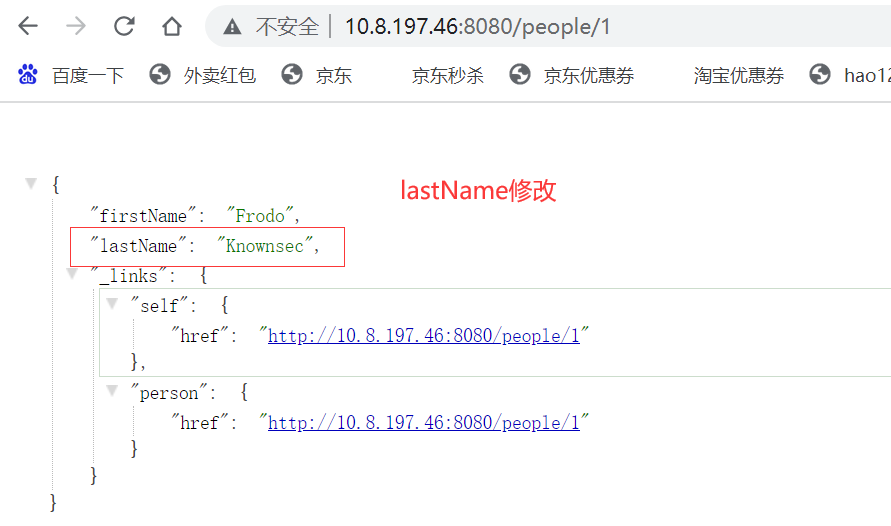 不安全 | 10.8.197.46:8080/people/1
百度一下 外卖红包 京东 京东秒杀 京东优惠券 淘宝优惠券 hao12
{
lastName修改
"firstName": "Frodo",
"lastName": "Knownsec",
"_links": {
"self": {
"href": "http://10.8.197.46:8080/people/1"
},
"person": {
"href": "http://10.8.197.46:8080/people/1"
}
}
}